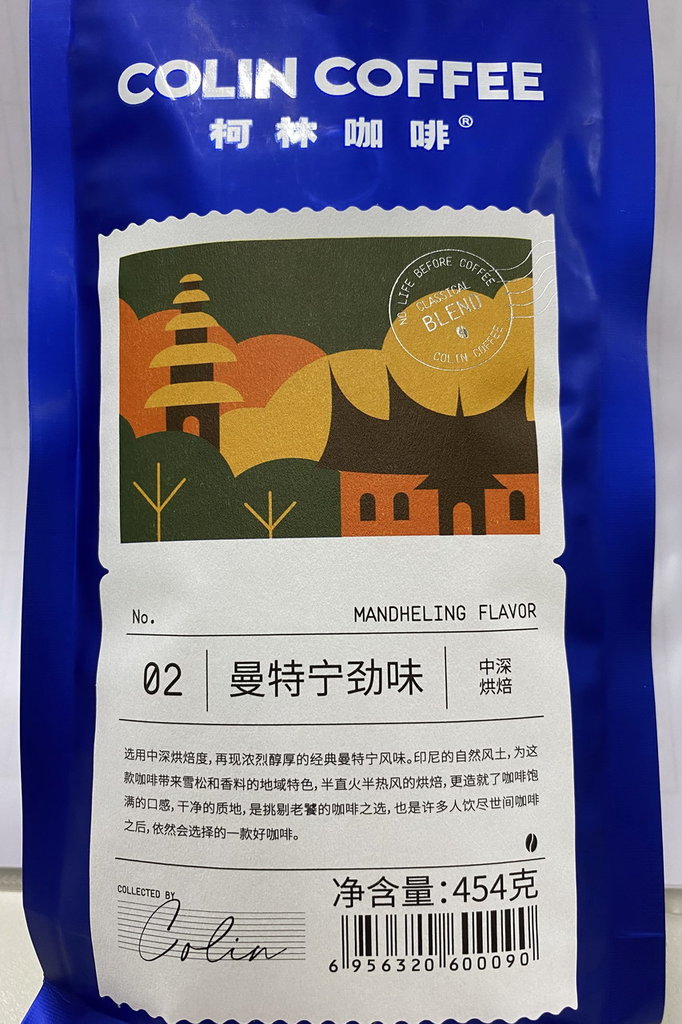 COLIN COFFEE
柯林咖啡®
NO LIFE BEFORE COFFEE
CLASSICAL
BLEND
COLIN COFFEE
No.
MANDHELING FLAVOR
02
曼特宁劲味
中深
烘焙
选用中深烘焙度，再现浓烈醇厚的经典曼特宁风味。印尼的自然风土，为这
款咖啡带来雪松和香料的地域特色，半直火半热风的烘焙，更造就了咖啡饱
满的口感，干净的质地，是挑剔老饕的咖啡之选，也是许多人饮尽世间咖啡
之后，依然会选择的一款好咖啡。
COLLECTED BY
Colin
净含量：454克
6 956320 600090